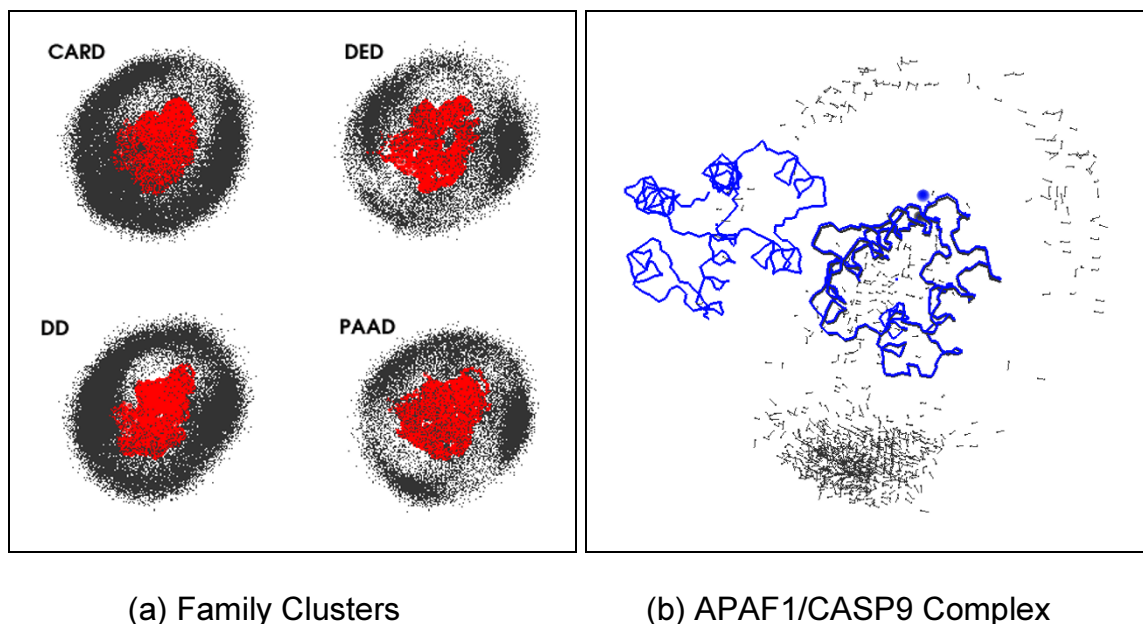 CARD
DED
DD
PAAD
(a) Family Clusters
(b) APAF1/CASP9 Complex